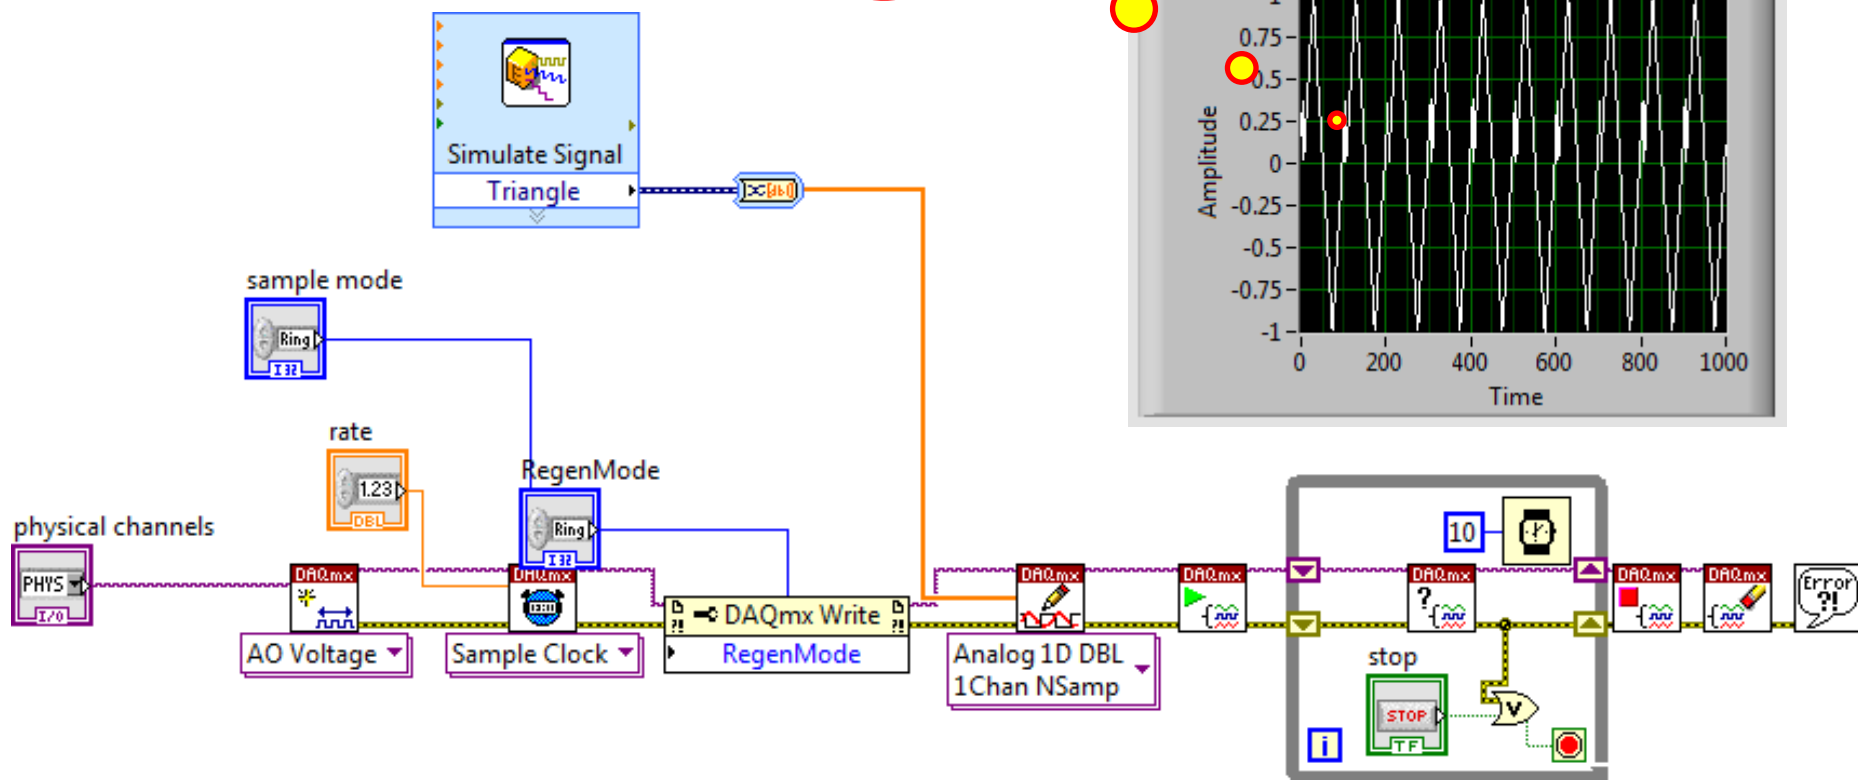 Simulate Signal
Triangle
sample mode
Ring
I32
rate
1.23
DBL
RegenMode
Ring
I32
physical channels
PHYS
I/O
DAQmx
AO Voltage
DAQmx
Sample Clock
DAQmx Write
RegenMode
DAQmx
Analog 1D DBL
1Chan NSamp
DAQmx
10
DAQmx
?
stop
STOP
TF
V
i
DAQmx
DAQmx
Error
?!
Amplitude
1
0.75
0.5
0.25
0
-0.25
-0.5
-0.75
-1
0
200
400
600
800
1000
Time